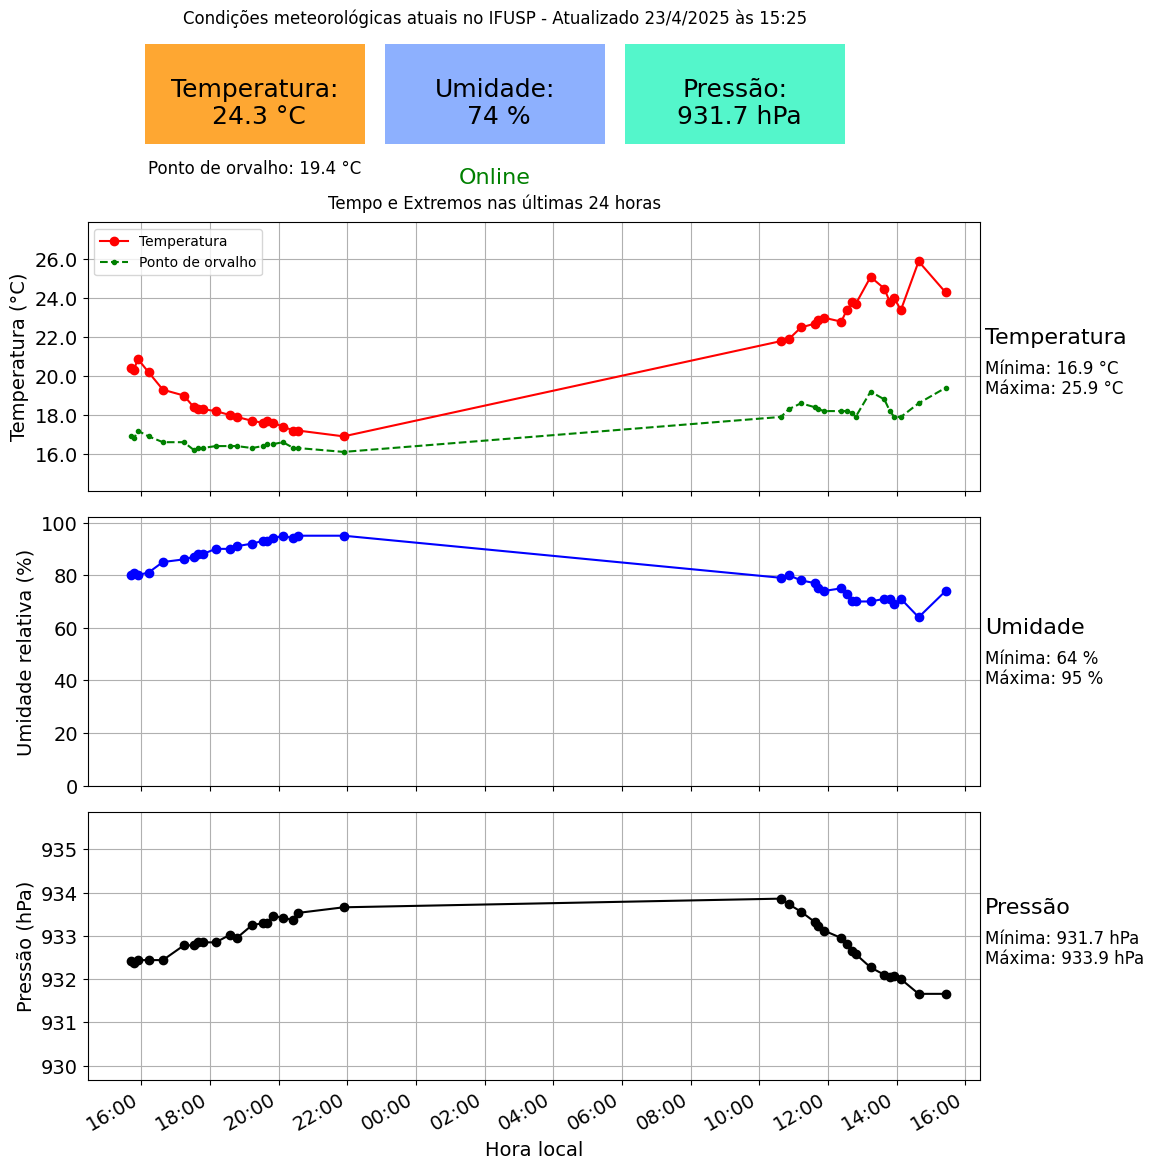 Condições meteorológicas atuais no IFUSP - Atualizado 23/4/2025 às 15:25
Temperatura:
24.3 °C
Umidade:
74 %
Pressão:
931.7 hPa
Ponto de orvalho: 19.4 °C
Online
Tempo e Extremos nas últimas 24 horas
Temperatura
Ponto de orvalho
Temperatura (°C)
26.0
24.0
22.0
20.0
18.0
16.0
Temperatura
Mínima: 16.9 °C
Máxima: 25.9 °C
Umidade relativa (%)
100
80
60
40
20
0
Umidade
Mínima: 64 %
Máxima: 95 %
Pressão (hPa)
935
934
933
932
931
930
Pressão
Mínima: 931.7 hPa
Máxima: 933.9 hPa
16:00 18:00 20:00 22:00 00:00 02:00 04:00 06:00 08:00 10:00 12:00 14:00 16:00
Hora local